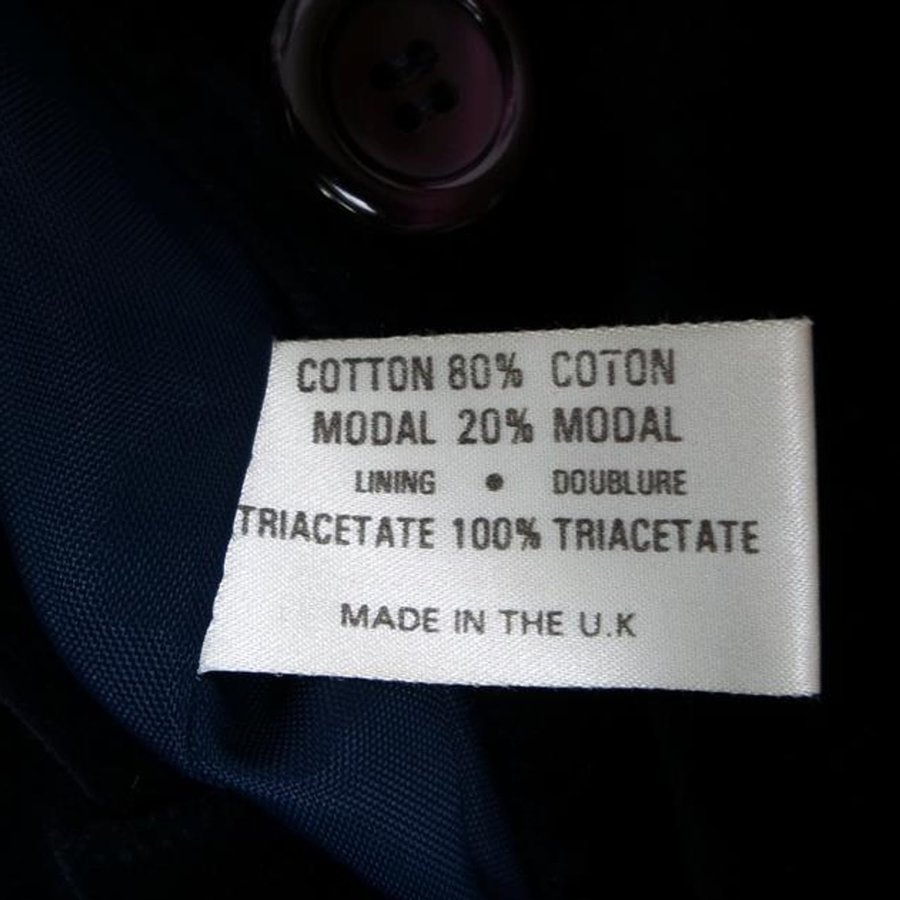 COTTON 80% COTON
MODAL 20% MODAL
LINING • DOUBLURE
TRIACETATE 100% TRIACETATE
MADE IN THE U.K